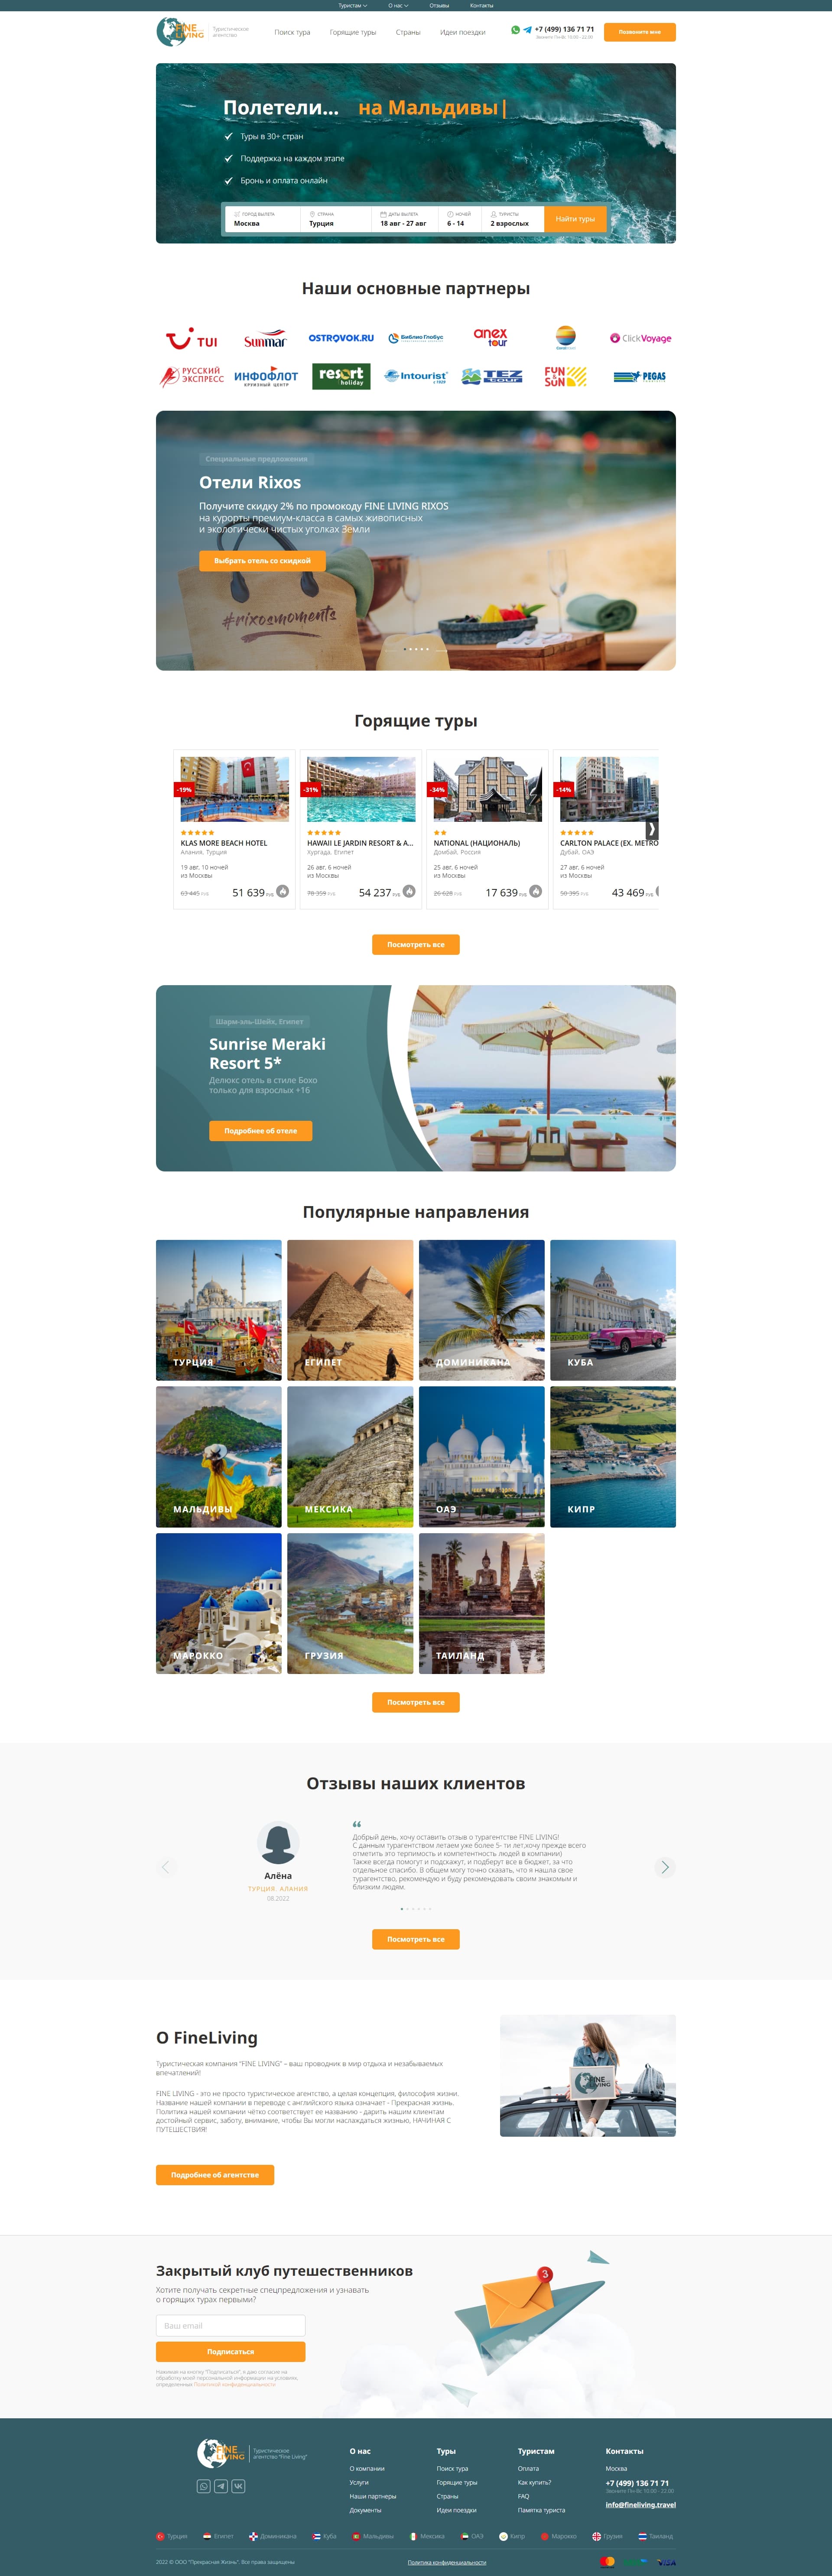 Туристам
О нас
Отзывы
Контакты
FINE LIVING
Туристическое
агентство
Поиск тура
Горящие туры
Страны
Идеи поездки
+7 (499) 136 71 71
Позвоните мне
Полетели... на Мальдивы|
Туры в 30+ стран
Поддержка на каждом этапе
Бронь и оплата онлайн
ГОРОД ВЫЛЕТА
Москва
СТРАНА
Турция
ДАТЫ ВЫЛЕТА
18 авг - 27 авг
НОЧЕЙ
6 - 14
ТУРИСТЫ
2 взрослых
Найти туры
Наши основные партнеры
TUI
Sunmar
OSTROVOK.RU
Библио Глобус
anex tour
ClickVoyage
РУССКИЙ ЭКСПРЕСС
ИНФОФЛОТ
КРУИЗНЫЙ ЦЕНТР
resort holiday
Intourist
TEZ TOUR
FUN SUN
PEGAS
Специальные предложения
Отели Rixos
Получите скидку 2% по промокоду FINE LIVING RIXOS
на курорты премиум-класса в самых живописных
и экологически чистых уголках Земли
Выбрать отель со скидкой
#rixosmoments
Горящие туры
-19%
KLAS MORE BEACH HOTEL
Алания, Турция
19 авг, 10 ночей
из Москвы
63 445 РУБ
51 639 РУБ
-31%
HAWAII LE JARDIN RESORT & A...
Хургада, Египет
26 авг, 6 ночей
из Москвы
78 359 РУБ
54 237 РУБ
-34%
NATIONAL (НАЦИОНАЛЬ)
Домбай, Россия
25 авг, 6 ночей
из Москвы
26 628 РУБ
17 639 РУБ
-14%
CARLTON PALACE (EX. METRO
Дубай, ОАЭ
27 авг, 6 ночей
из Москвы
50 395 РУБ
43 469 РУБ
Посмотреть все
Шарм-эль-Шейх, Египет
Sunrise Meraki
Resort 5*
Делюкс отель в стиле Бохо
только для взрослых +16
Подробнее об отеле
Популярные направления
ТУРЦИЯ
ЕГИПЕТ
ДОМИНИКАНА
КУБА
МАЛЬДИВЫ
МЕКСИКА
ОАЭ
КИПР
МАРОККО
ГРУЗИЯ
ТАИЛАНД
Посмотреть все
Отзывы наших клиентов
Алёна
ТУРЦИЯ. АЛАНИЯ
08.2022
Добрый день, хочу оставить отзыв о турагентстве FINE LIVING!
С данным турагентством летаем уже более 5- ти лет,хочу прежде всего
отметить это терпимость и компетентность людей в компании)
Также всегда помогут и подскажут, и подберут все в бюджет, за что
отдельное спасибо. В общем могу точно сказать, что я нашла свое
турагентство, рекомендую и буду рекомендовать своим знакомым и
близким людям.
Посмотреть все
О FineLiving
Туристическая компания "FINE LIVING" – ваш проводник в мир отдыха и незабываемых
впечатлений!
FINE LIVING - это не просто туристическое агентство, а целая концепция, философия жизни.
Название нашей компании в переводе с английского языка означает - Прекрасная жизнь.
Политика нашей компании чётко соответствует ее названию - дарить нашим клиентам
достойный сервис, заботу, внимание, чтобы Вы могли наслаждаться жизнью, НАЧИНАЯ С
ПУТЕШЕСТВИЯ!
FINE LIVING
Подробнее об агентстве
Закрытый клуб путешественников
Хотите получать секретные спецпредложения и узнавать
о горящих турах первыми?
Ваш email
Подписаться
Нажимая на кнопку "Подписаться", я даю согласие на
обработку моей персональной информации на условиях,
определенных Политикой конфиденциальности
3
FINE LIVING
Туристическое
агентство "Fine Living"
О нас
О компании
Услуги
Наши партнеры
Документы
Туры
Поиск тура
Горящие туры
Страны
Идеи поездки
Туристам
Оплата
Как купить?
FAQ
Памятка туриста
Контакты
Москва
+7 (499) 136 71 71
Звоните Пн-Вс 10.00 - 22.00
info@fineliving.travel
Турция
Египет
Доминикана
Куба
Мальдивы
Мексика
ОАЭ
Кипр
Марокко
Грузия
Таиланд
2022 © ООО "Прекрасная Жизнь". Все права защищены
Политика конфиденциальности
VISA